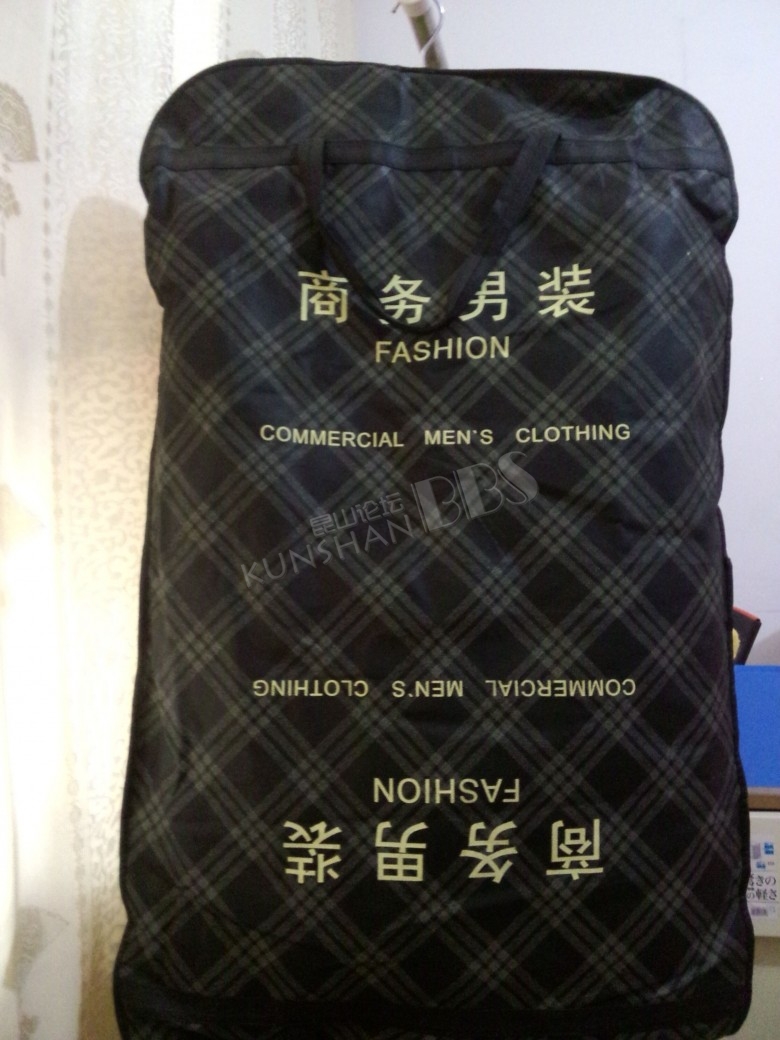 商务男装
FASHION
COMMERCIAL MEN'S CLOTHING
昆山论坛
KUNSHAN BBS
COMMERCIAL MEN'S CLOTHING
FASHION
商务男装